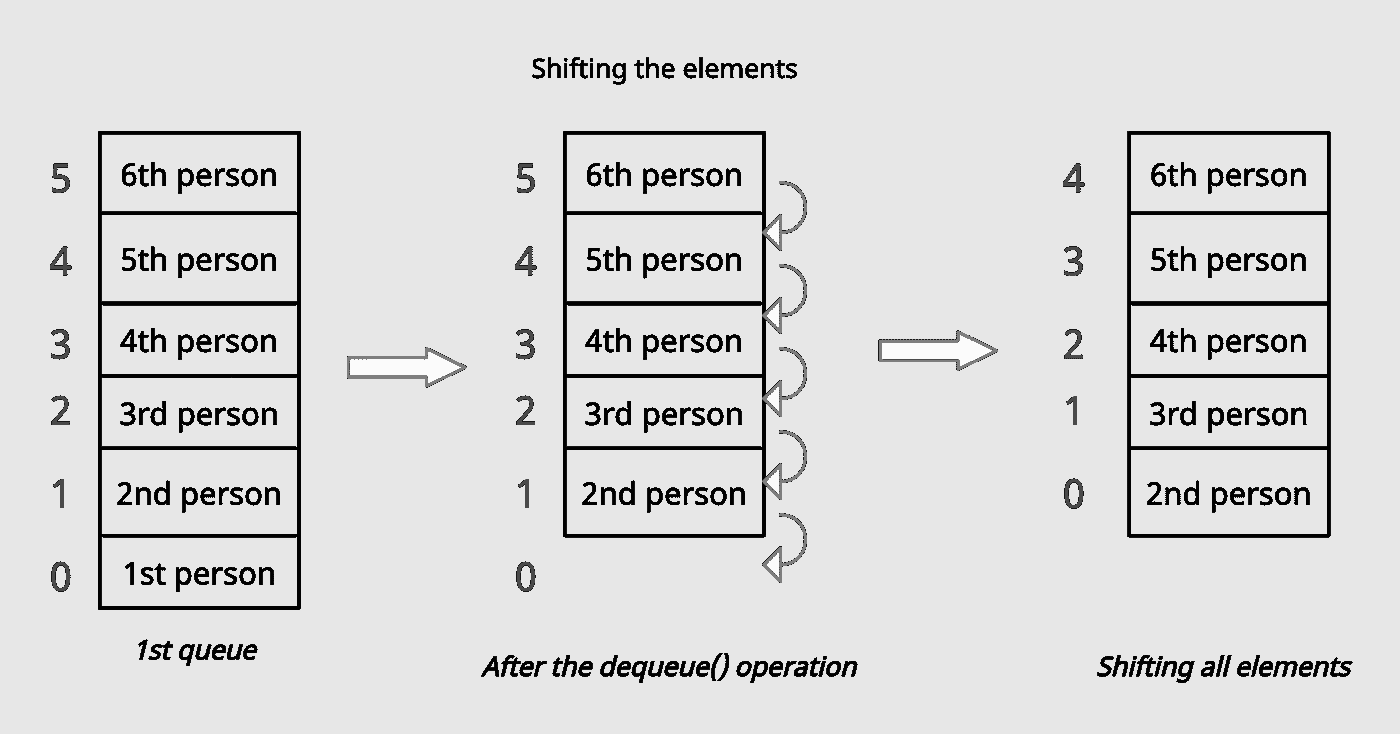 Shifting the elements
5 6th person
4 5th person
3 4th person
2 3rd person
1 2nd person
0 1st person
1st queue
5 6th person
4 5th person
3 4th person
2 3rd person
1 2nd person
0
After the dequeue() operation
4 6th person
3 5th person
2 4th person
1 3rd person
0 2nd person
Shifting all elements